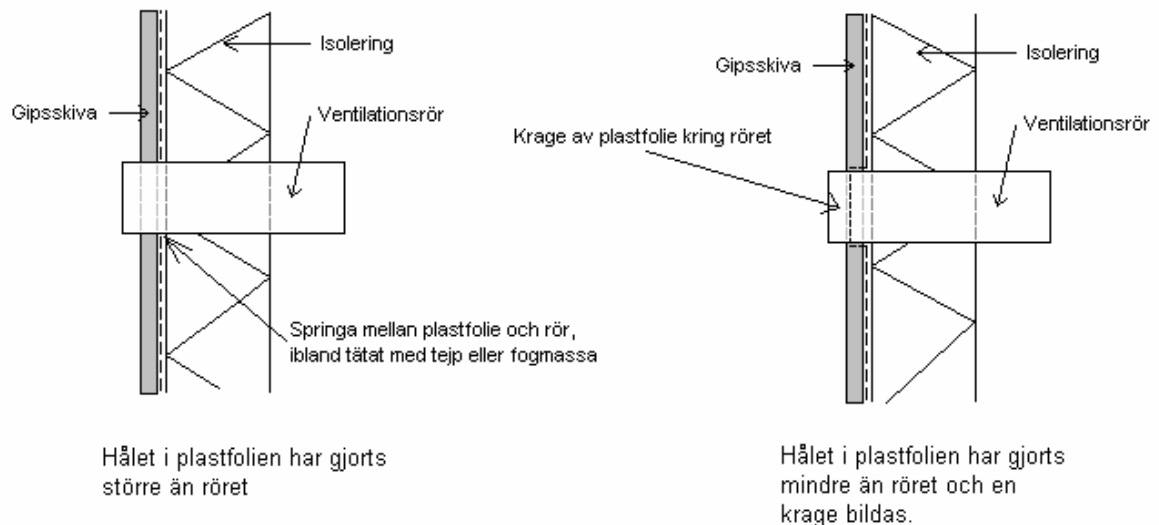 Isolering
Gipsskiva
Ventilationsrör
Springa mellan plastfolie och rör,
ibland tätat med tejp eller fogmassa
Hålet i plastfolien har gjorts
större än röret
Isolering
Gipsskiva
Ventilationsrör
Krage av plastfolie kring röret
Hålet i plastfolien har gjorts
mindre än röret och en
krage bildas.